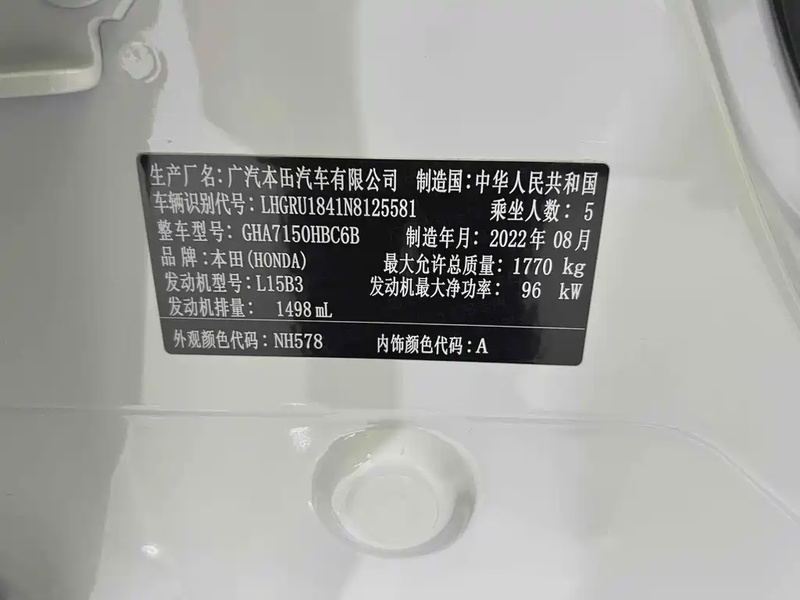 生产厂名:广汽本田汽车有限公司 制造国:中华人民共和国
车辆识别代号:LHGRU1841N8125581 乘坐人数:5
整车型号:GHA7150HBC6B 制造年月:2022年08月
品牌:本田(HONDA) 最大允许总质量:1770 kg
发动机型号:L15B3 发动机最大净功率: 96 kW
发动机排量: 1498 mL
外观颜色代码:NH578 内饰颜色代码:A